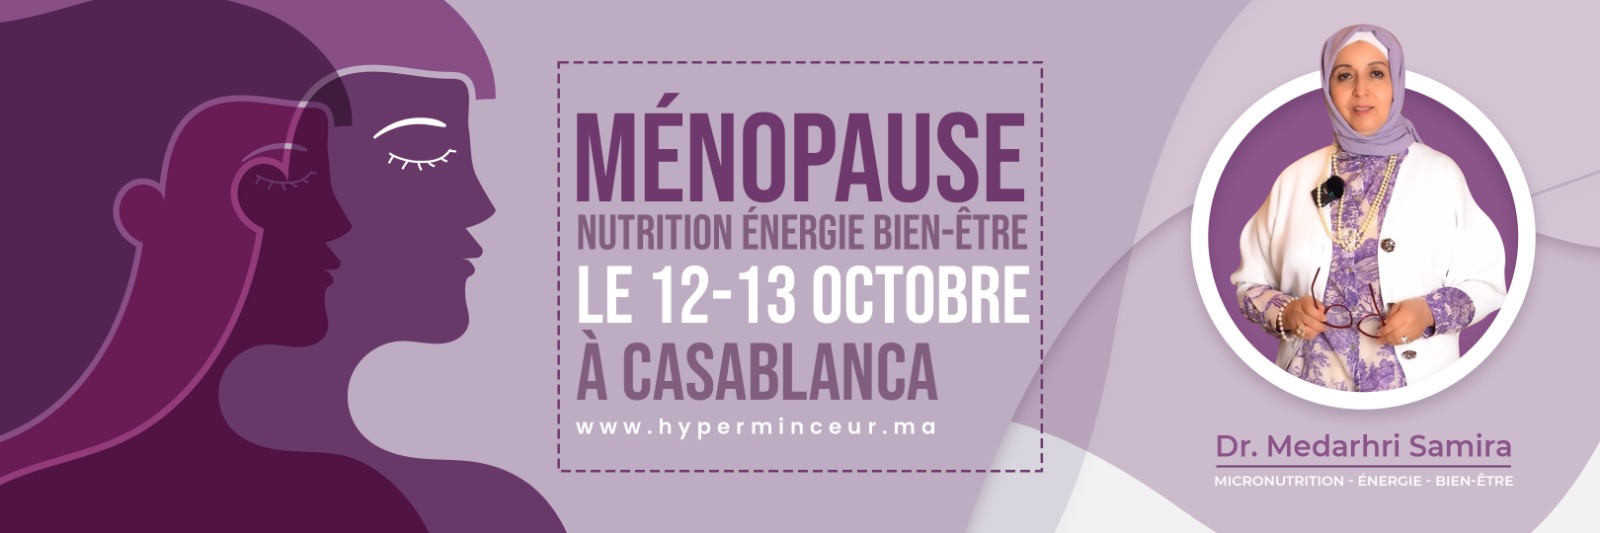 MÉNOPAUSE
NUTRITION ÉNERGIE BIEN-ÊTRE
LE 12-13 OCTOBRE
À CASABLANCA
www.hyperminceur.ma
Dr. Medarhri Samira
MICRONUTRITION - ÉNERGIE - BIEN-ÊTRE